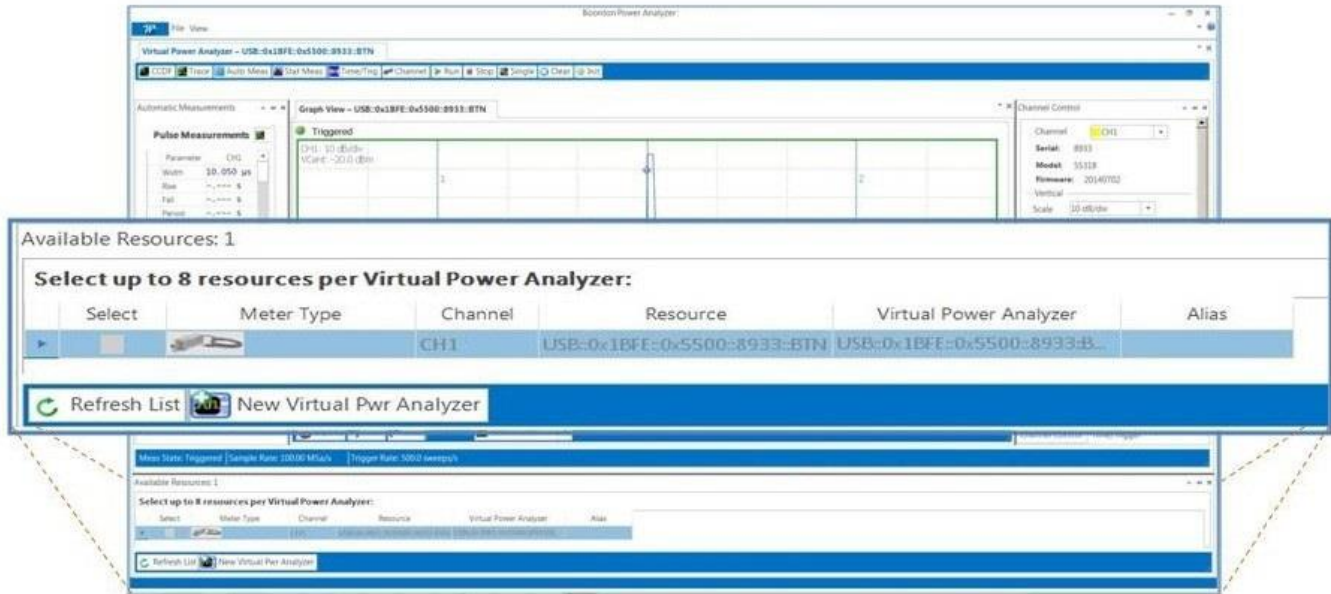 Boonton Power Analyzer
File View
Virtual Power Analyzer – USB::0x1BFE::0x5500::8933::BTN
CCDF Trace Auto Meas Stat Meas Time/Trig Channel Run Stop Single Clear Init
Automatic Measurements
Graph View – USB::0x1BFE::0x5500::8933::BTN
Channel Control
Pulse Measurements
Triggered
Channel CH1
Parameter CH1
CH1: 10 dB/div
VCent: -20.0 dBm
Serial: 8933
Width 10.050 µs
1
2
Model: 55318
Rise -.--- s
Firmware: 20140702
Fall -.--- s
Vertical
Period -.--- s
Scale 10 dB/div
Available Resources: 1
Select up to 8 resources per Virtual Power Analyzer:
Select Meter Type Channel Resource Virtual Power Analyzer Alias
CH1 USB::0x1BFE::0x5500::8933::BTN USB::0x1BFE::0x5500::8933::B...
Refresh List New Virtual Pwr Analyzer
Meas State: Triggered Sample Rate: 100.00 MSa/s Trigger Rate: 500.0 sweeps/s
Available Resources: 1
Select up to 8 resources per Virtual Power Analyzer:
Select Meter Type Channel Resource Virtual Power Analyzer Alias
CH1
Refresh List New Virtual Pwr Analyzer